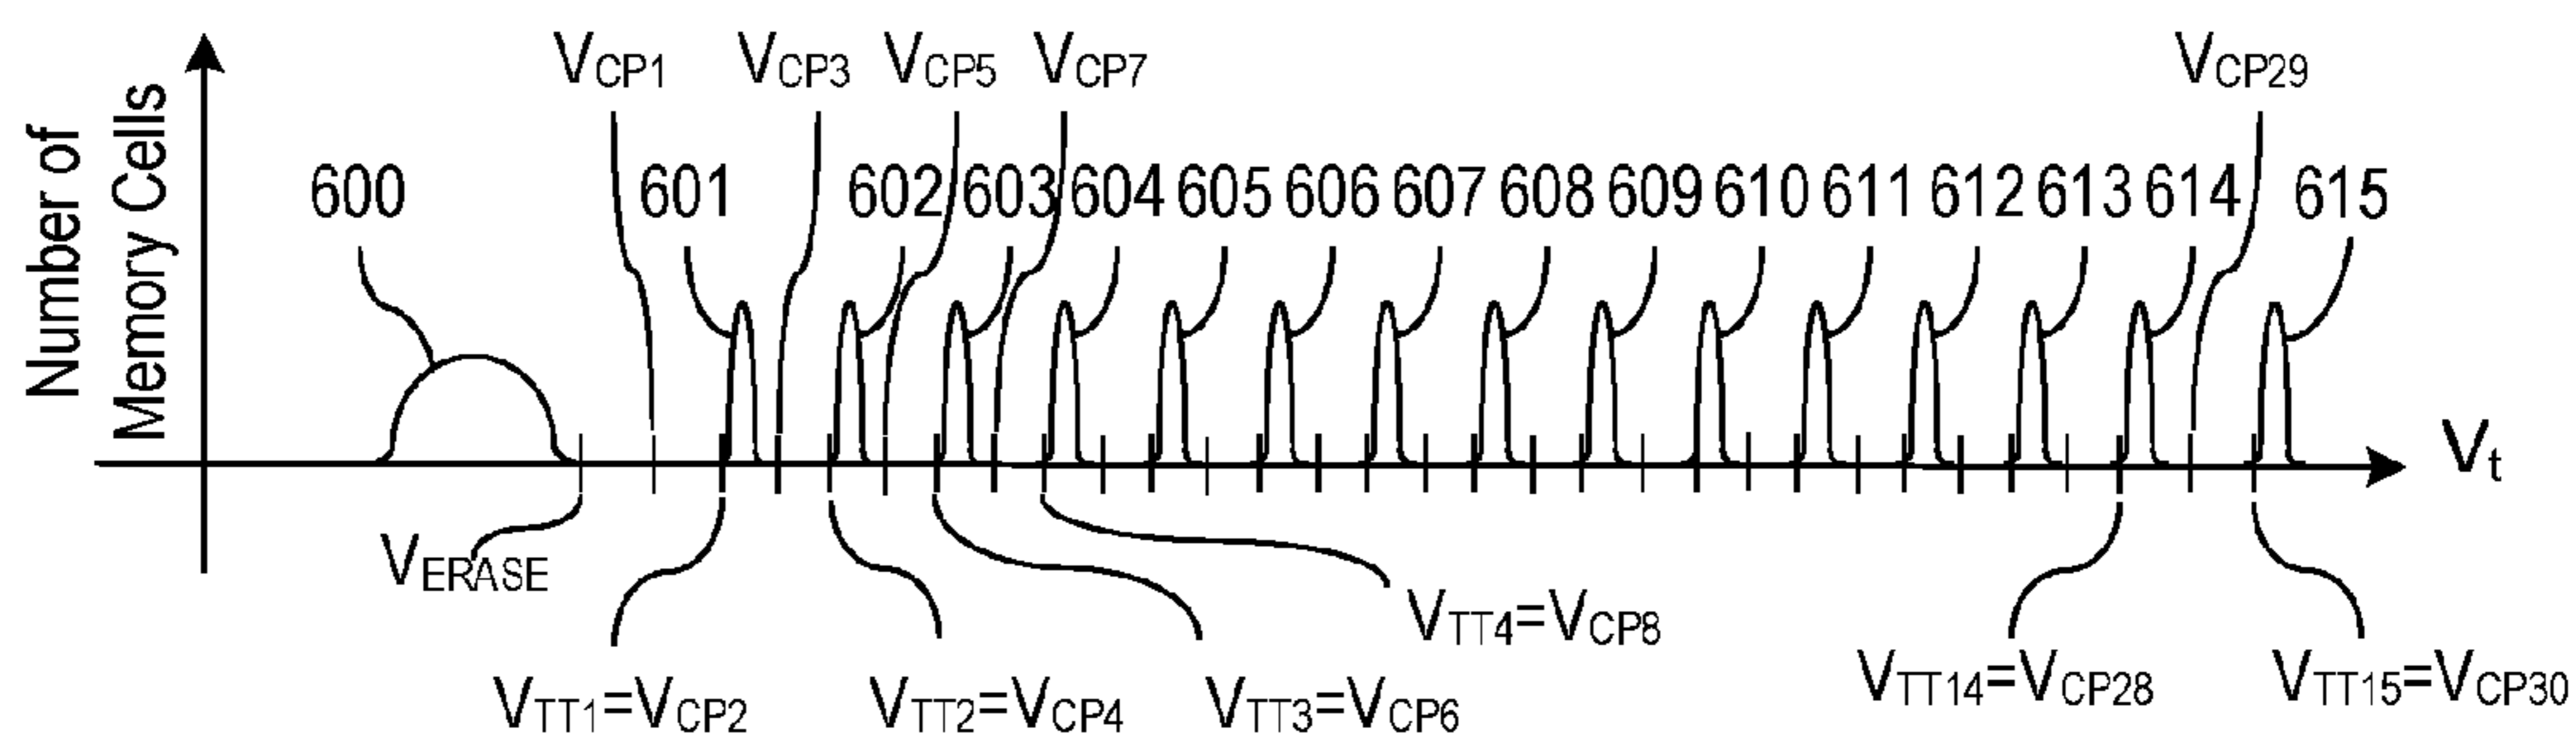 Number of
Memory Cells
VCP1 VCP3 VCP5 VCP7 VCP29
600 601 602 603 604 605 606 607 608 609 610 611 612 613 614 615
Vt
VERASE
VTT4=VCP8
VTT1=VCP2 VTT2=VCP4 VTT3=VCP6 VTT14=VCP28 VTT15=VCP30